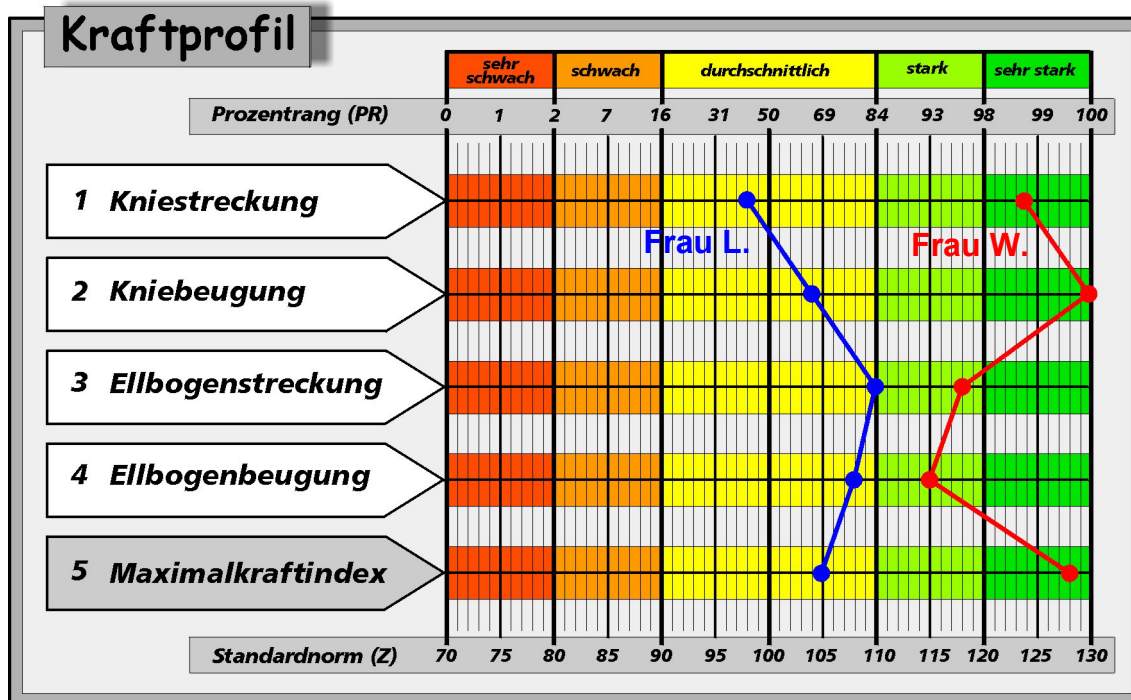 Kraftprofil
sehr schwach
schwach
durchschnittlich
stark
sehr stark
Prozentrang (PR) 0 1 2 7 16 31 50 69 84 93 98 99 100
1 Kniestreckung
Frau L. Frau W.
2 Kniebeugung
3 Ellbogenstreckung
4 Ellbogenbeugung
5 Maximalkraftindex
Standardnorm (Z) 70 75 80 85 90 95 100 105 110 115 120 125 130